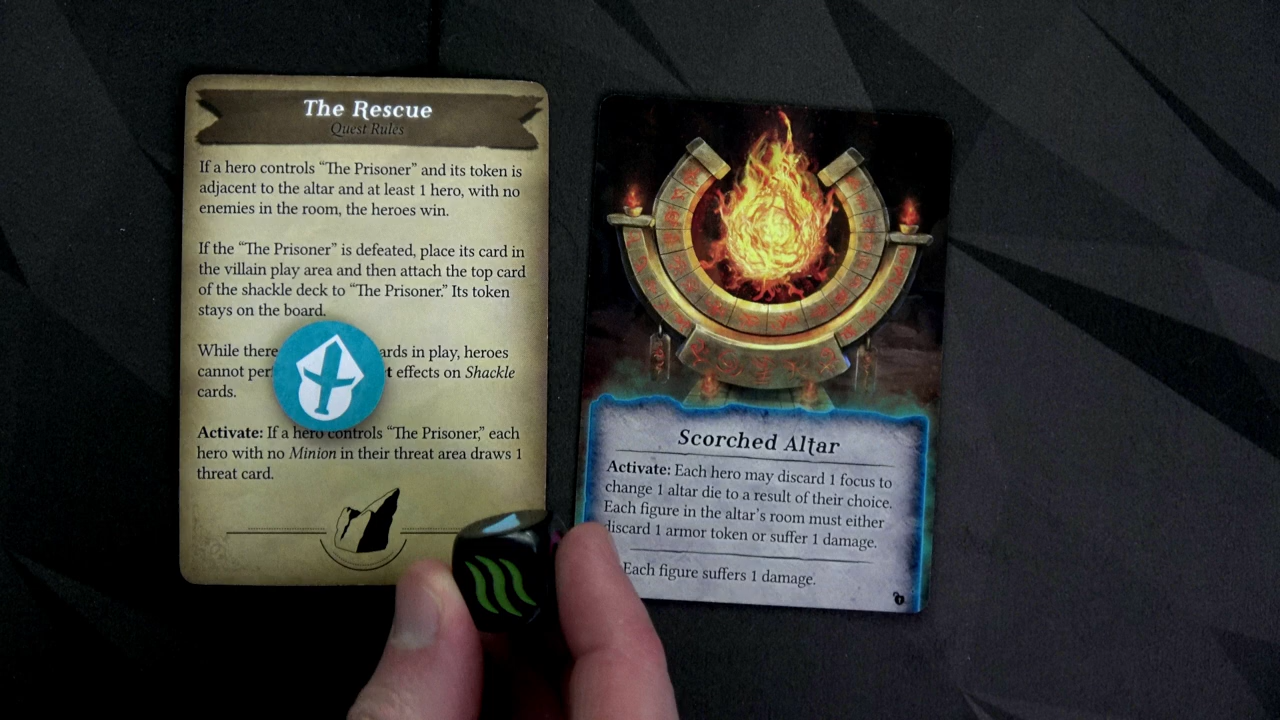 The Rescue
Quest Rules
If a hero controls “The Prisoner” and its token is
adjacent to the altar and at least 1 hero, with no
enemies in the room, the heroes win.
If the “The Prisoner” is defeated, place its card in
the villain play area and then attach the top card
of the shackle deck to “The Prisoner.” Its token
stays on the board.
While there ards in play, heroes
cannot per t effects on Shackle
cards.
Activate: If a hero controls “The Prisoner,” each
hero with no Minion in their threat area draws 1
threat card.
Scorched Altar
Activate: Each hero may discard 1 focus to
change 1 altar die to a result of their choice.
Each figure in the altar’s room must either
discard 1 armor token or suffer 1 damage.
Each figure suffers 1 damage.